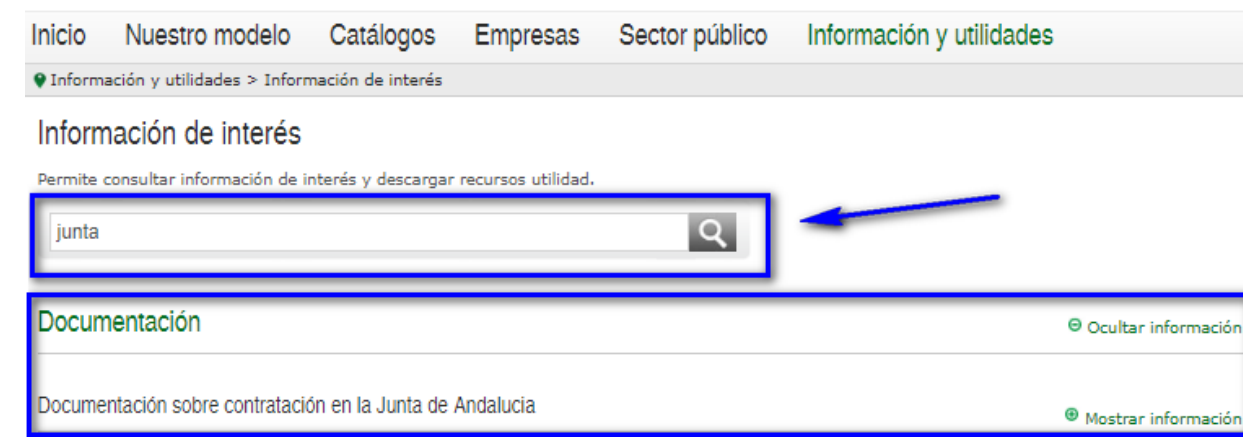 Inicio Nuestro modelo Catálogos Empresas Sector público Información y utilidades
Información y utilidades > Información de interés
Información de interés
Permite consultar información de interés y descargar recursos utilidad.
junta
Documentación Ocultar información
Documentación sobre contratación en la Junta de Andalucia Mostrar información